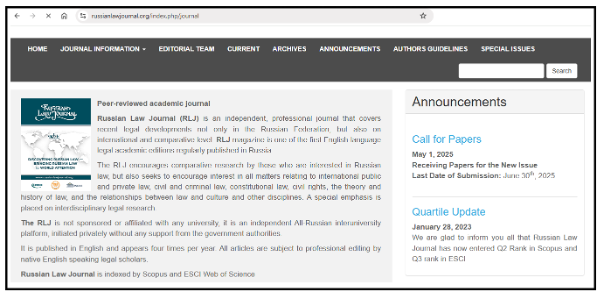 russianlawjournal.org/index.php/journal
HOME JOURNAL INFORMATION EDITORIAL TEAM CURRENT ARCHIVES ANNOUNCEMENTS AUTHORS GUIDELINES SPECIAL ISSUES
Search
RUSSIAN
LAW JOURNAL
Peer-reviewed academic journal
Russian Law Journal (RLJ) is an independent, professional journal that covers
recent legal developments not only in the Russian Federation, but also on
international and comparative level. RLJ magazine is one of the first English language
legal academic editions regularly published in Russia
The RLJ encourages comparative research by those who are interested in Russian
law, but also seeks to encourage interest in all matters relating to international public
and private law, civil and criminal law, constitutional law, civil rights, the theory and
history of law, and the relationships between law and culture and other disciplines. A special emphasis is
placed on interdisciplinary legal research
The RLJ is not sponsored or affiliated with any university, it is an independent All-Russian interuniversity
platform, initiated privately without any support from the government authorities.
It is published in English and appears four times per year. All articles are subject to professional editing by
native English speaking legal scholars.
Russian Law Journal is indexed by Scopus and ESCI Web of Science
Announcements
Call for Papers
May 1, 2025
Receiving Papers for the New Issue
Last Date of Submission: June 30th, 2025
Quartile Update
January 28, 2023
We are glad to inform you all that Russian Law
Journal has now entered Q2 Rank in Scopus and
Q3 rank in ESCI